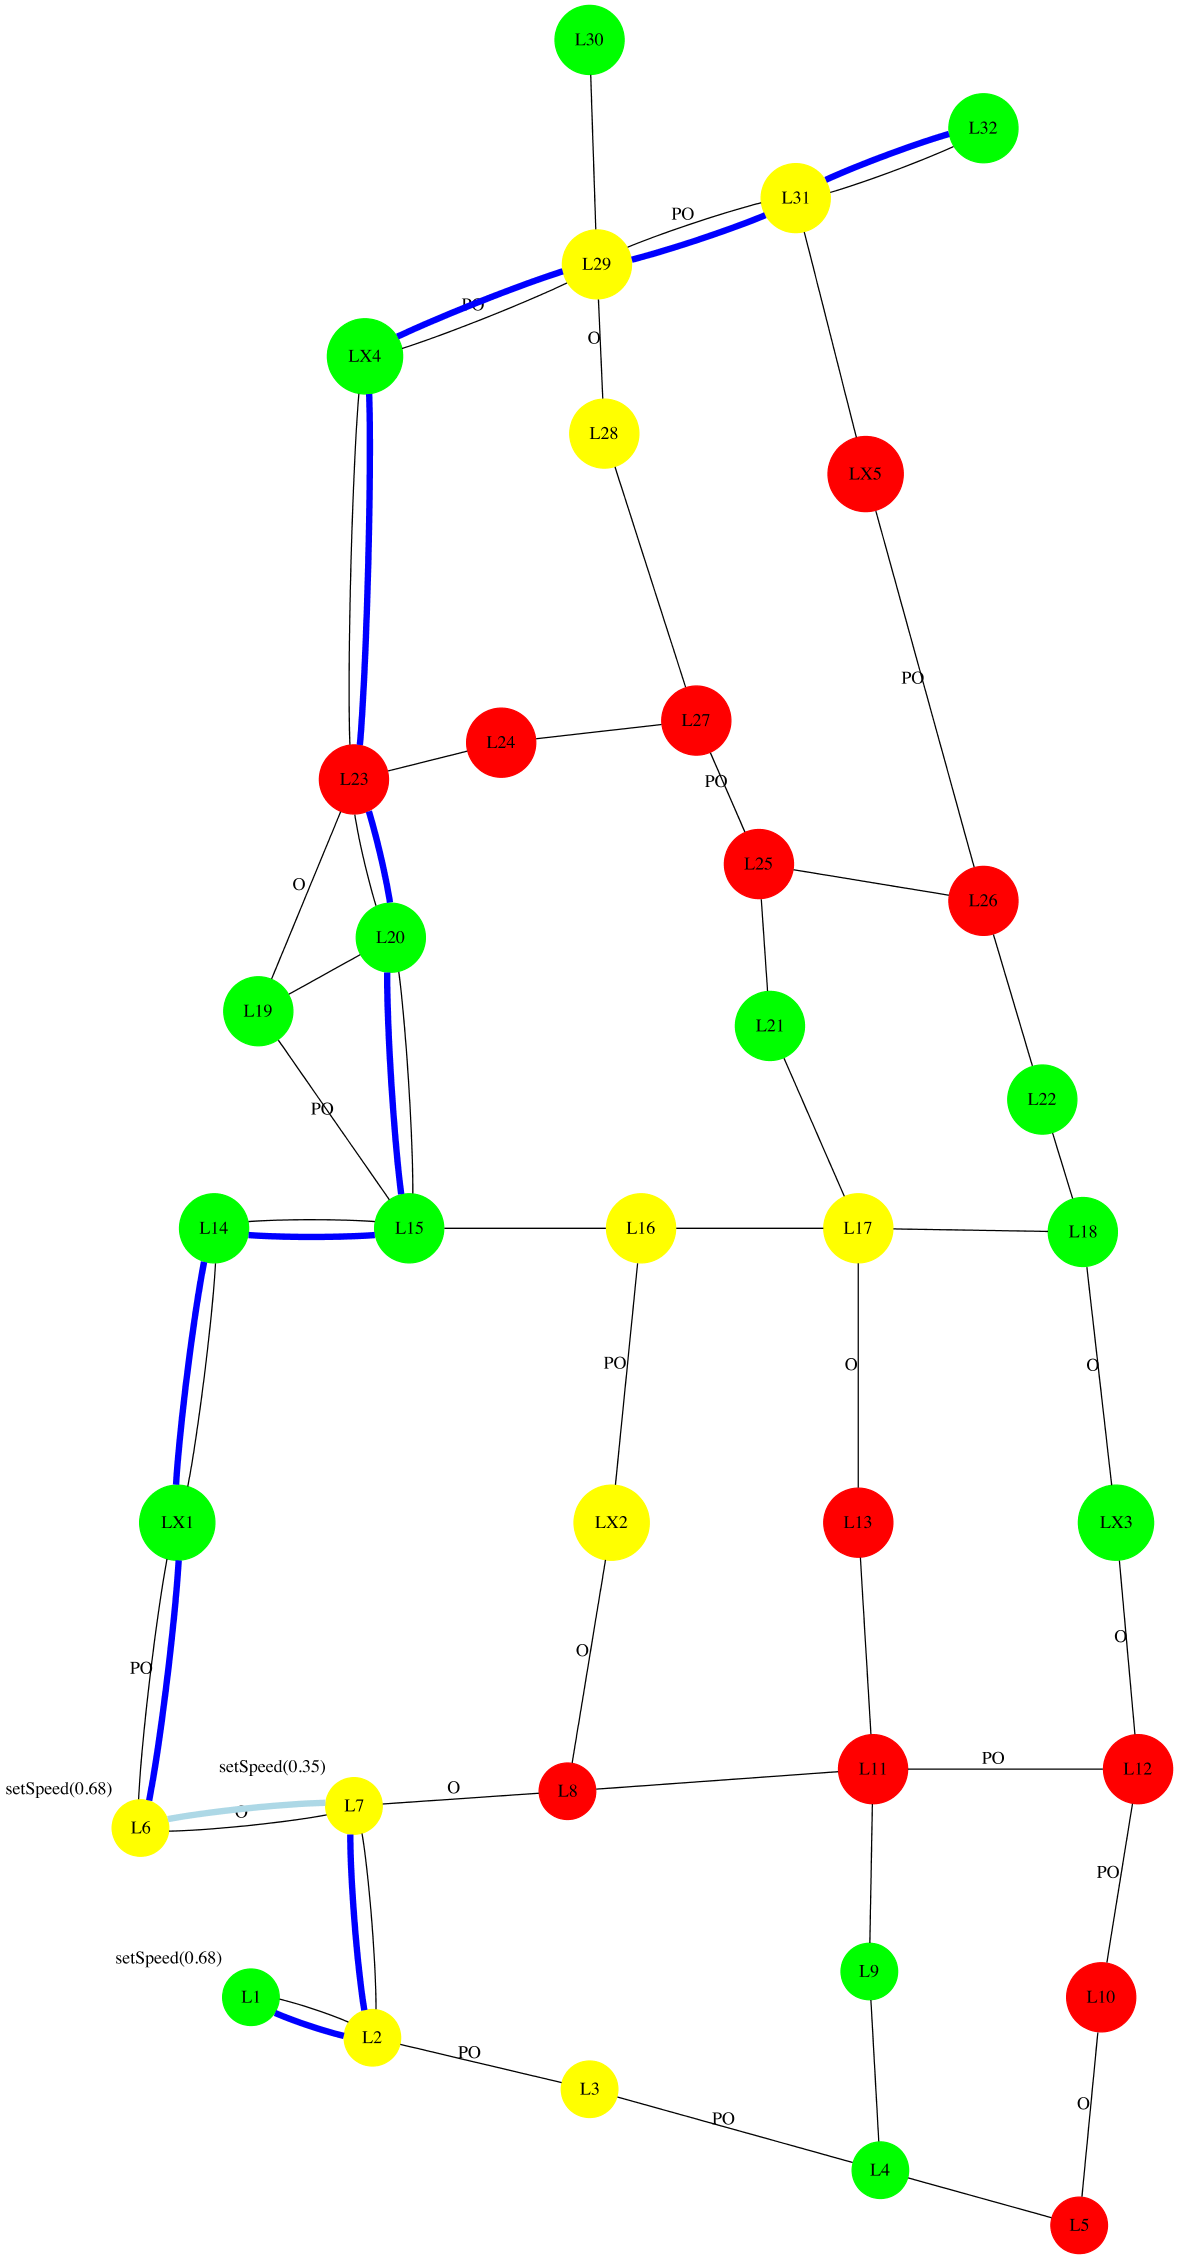 L30
L32
L31
PO
L29
PO
O
LX4
L28
LX5
PO
L27
L24
L23
PO
L25
O
L26
L20
L19
L21
L22
PO
L14
L15
L16
L17
L18
PO
O
O
LX1
LX2
L13
LX3
O
O
PO
PO
L11
L12
setSpeed(0.35)
setSpeed(0.68)
O
L8
L7
O
L6
PO
setSpeed(0.68)
L9
L1
L10
L2
PO
L3
O
PO
L4
L5